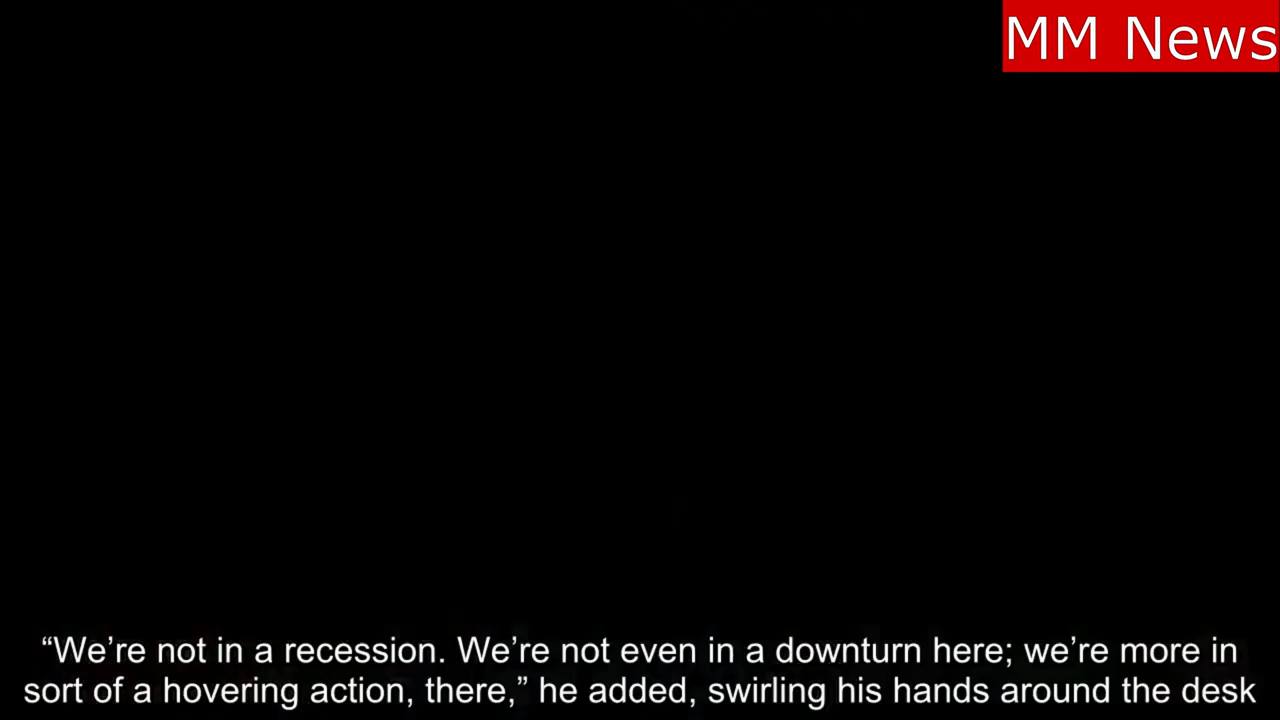 MM News
“We’re not in a recession. We’re not even in a downturn here; we’re more in
sort of a hovering action, there,” he added, swirling his hands around the desk